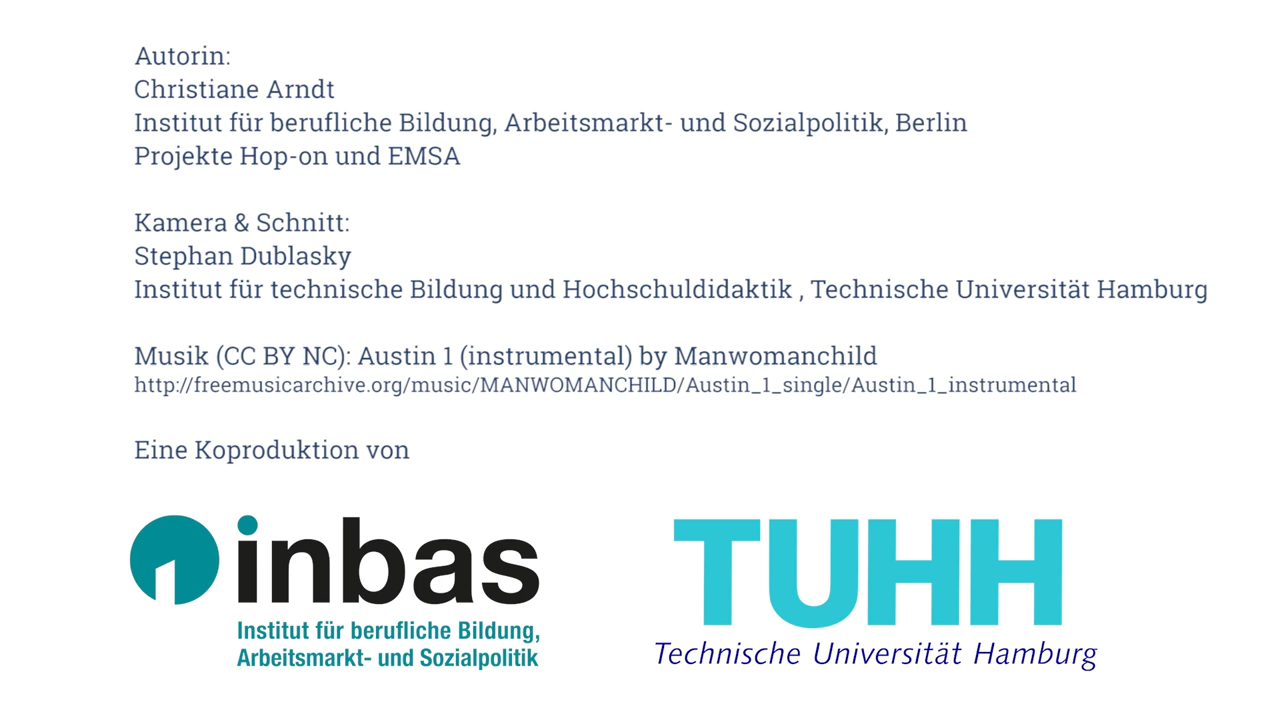 Autorin:
Christiane Arndt
Institut für berufliche Bildung, Arbeitsmarkt- und Sozialpolitik, Berlin
Projekte Hop-on und EMSA
Kamera & Schnitt:
Stephan Dublasky
Institut für technische Bildung und Hochschuldidaktik , Technische Universität Hamburg
Musik (CC BY NC): Austin 1 (instrumental) by Manwomanchild
http://freemusicarchive.org/music/MANWOMANCHILD/Austin_1_single/Austin_1_instrumental
Eine Koproduktion von
inbas
Institut für berufliche Bildung,
Arbeitsmarkt- und Sozialpolitik
TUHH
Technische Universität Hamburg